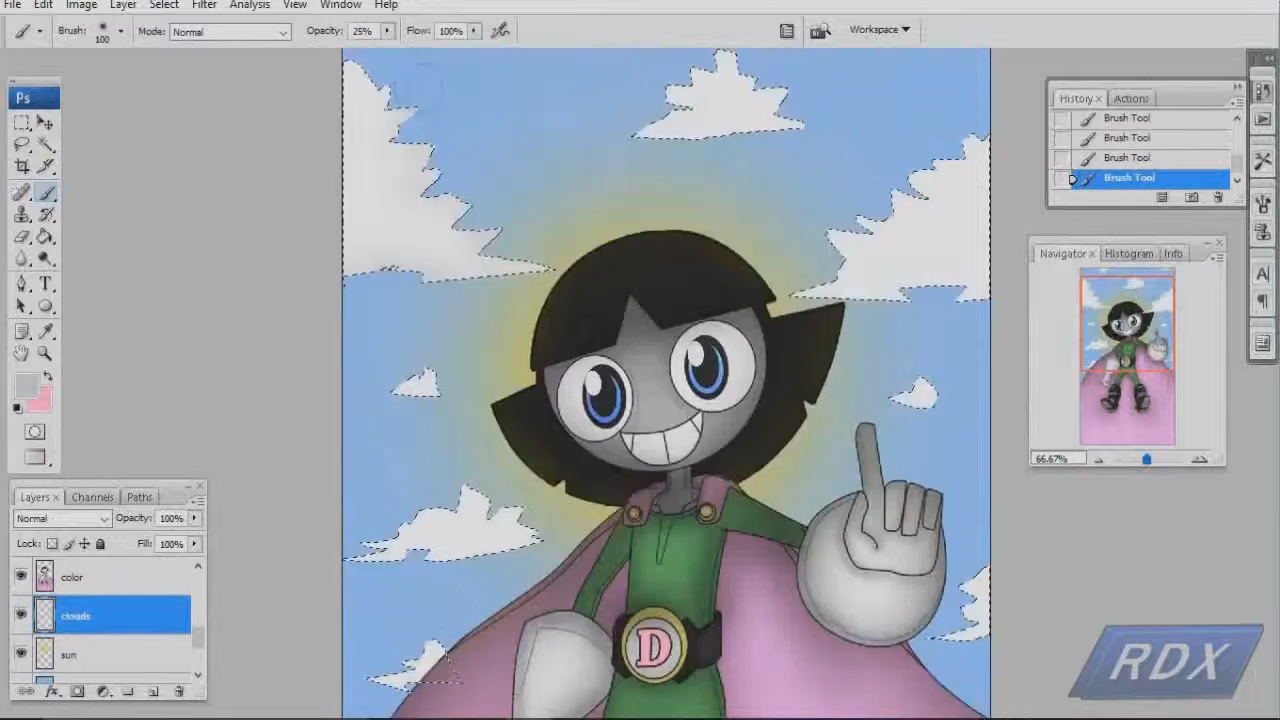 File Edit Image Layer Select Filter Analysis View Window Help
Brush: 100 Mode: Normal Opacity: 25% Flow: 100% Workspace
Ps
History Actions
Brush Tool
Brush Tool
Brush Tool
Brush Tool
Navigator Histogram Info
66.67%
T
A
D
Layers Channels Paths
Normal Opacity: 100%
Lock: Fill: 100%
color
clouds
sun
fx
RDX